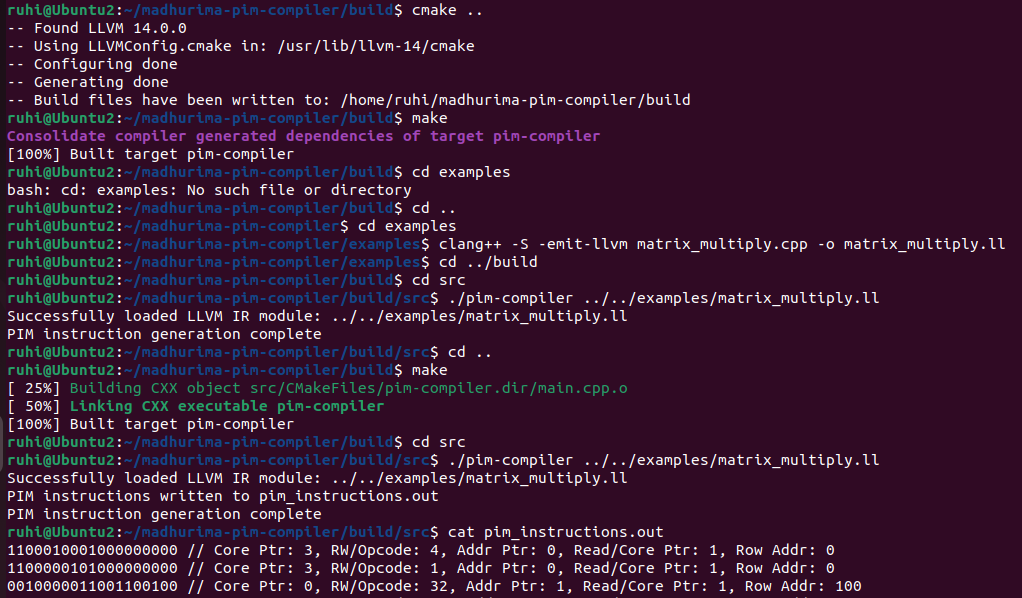 ruhi@Ubuntu2:~/madhurima-pim-compiler/build$ cmake ..
-- Found LLVM 14.0.0
-- Using LLVMConfig.cmake in: /usr/lib/llvm-14/cmake
-- Configuring done
-- Generating done
-- Build files have been written to: /home/ruhi/madhurima-pim-compiler/build
ruhi@Ubuntu2:~/madhurima-pim-compiler/build$ make
Consolidate compiler generated dependencies of target pim-compiler
[100%] Built target pim-compiler
ruhi@Ubuntu2:~/madhurima-pim-compiler/build$ cd examples
bash: cd: examples: No such file or directory
ruhi@Ubuntu2:~/madhurima-pim-compiler/build$ cd ..
ruhi@Ubuntu2:~/madhurima-pim-compiler$ cd examples
ruhi@Ubuntu2:~/madhurima-pim-compiler/examples$ clang++ -S -emit-llvm matrix_multiply.cpp -o matrix_multiply.ll
ruhi@Ubuntu2:~/madhurima-pim-compiler/examples$ cd ../build
ruhi@Ubuntu2:~/madhurima-pim-compiler/build$ cd src
ruhi@Ubuntu2:~/madhurima-pim-compiler/build/src$ ./pim-compiler ../../examples/matrix_multiply.ll
Successfully loaded LLVM IR module: ../../examples/matrix_multiply.ll
PIM instruction generation complete
ruhi@Ubuntu2:~/madhurima-pim-compiler/build/src$ cd ..
ruhi@Ubuntu2:~/madhurima-pim-compiler/build$ make
[ 25%] Building CXX object src/CMakeFiles/pim-compiler.dir/main.cpp.o
[ 50%] Linking CXX executable pim-compiler
[100%] Built target pim-compiler
ruhi@Ubuntu2:~/madhurima-pim-compiler/build$ cd src
ruhi@Ubuntu2:~/madhurima-pim-compiler/build/src$ ./pim-compiler ../../examples/matrix_multiply.ll
Successfully loaded LLVM IR module: ../../examples/matrix_multiply.ll
PIM instructions written to pim_instructions.out
PIM instruction generation complete
ruhi@Ubuntu2:~/madhurima-pim-compiler/build/src$ cat pim_instructions.out
1100010001000000000 // Core Ptr: 3, RW/Opcode: 4, Addr Ptr: 0, Read/Core Ptr: 1, Row Addr: 0
1100000101000000000 // Core Ptr: 3, RW/Opcode: 1, Addr Ptr: 0, Read/Core Ptr: 1, Row Addr: 0
0010000011001100100 // Core Ptr: 0, RW/Opcode: 32, Addr Ptr: 1, Read/Core Ptr: 1, Row Addr: 100